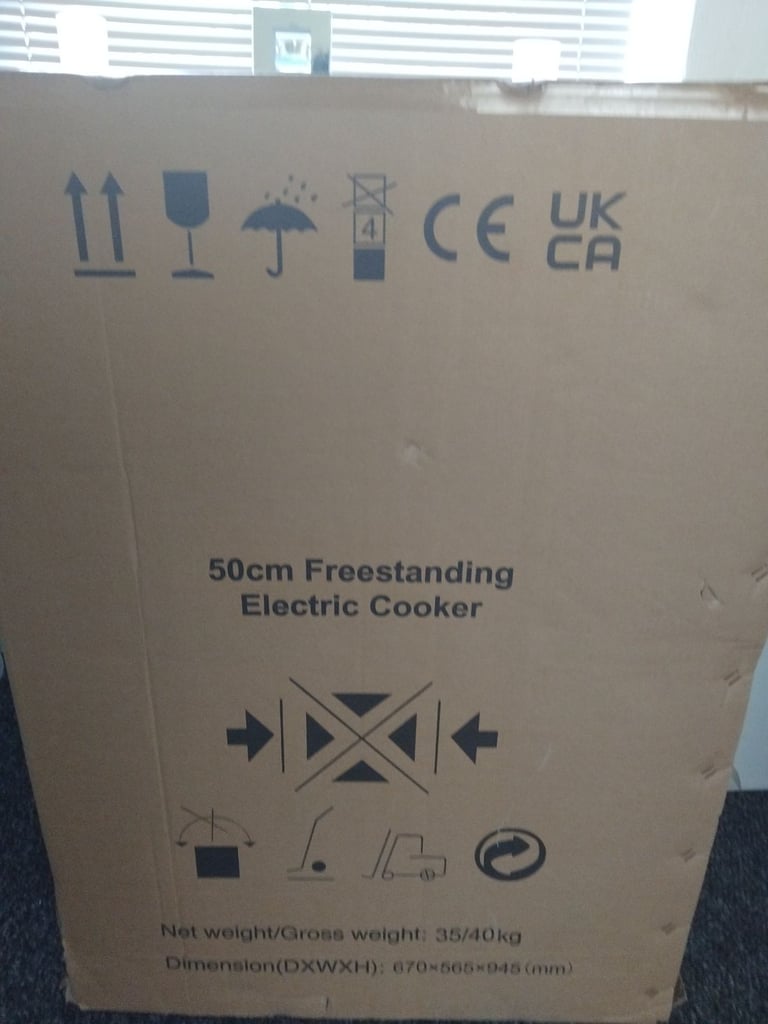 4
CE
UK
CA
50cm Freestanding
Electric Cooker
Net weight/Gross weight: 35/40kg
Dimension(DXWXH): 670×565×945(mm)